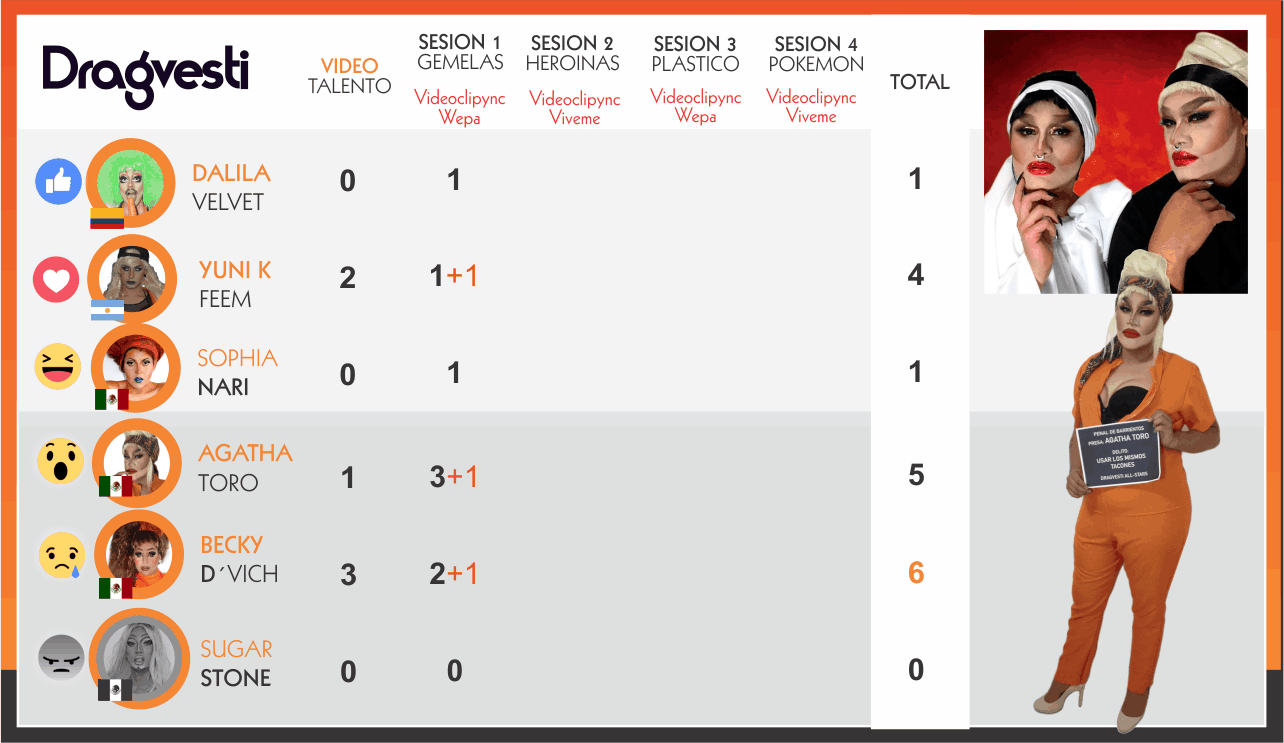 Dragvesti
VIDEO
TALENTO
SESION 1
GEMELAS
Videoclipync
Wepa
SESION 2
HEROINAS
Videoclipync
Viveme
SESION 3
PLASTICO
Videoclipync
Wepa
SESION 4
POKEMON
Videoclipync
Viveme
TOTAL
DALILA
VELVET
0 1 1
YUNI K
FEEM
2 1+1 4
SOPHIA
NARI
0 1 1
AGATHA
TORO
1 3+1 5
BECKY
D´VICH
3 2+1 6
SUGAR
STONE
0 0 0
PENAL DE BARRIENTOS
PRESA: AGATHA TORO
DELITO:
USAR LOS MISMOS
TACONES
DRAGVESTI ALL-STARS